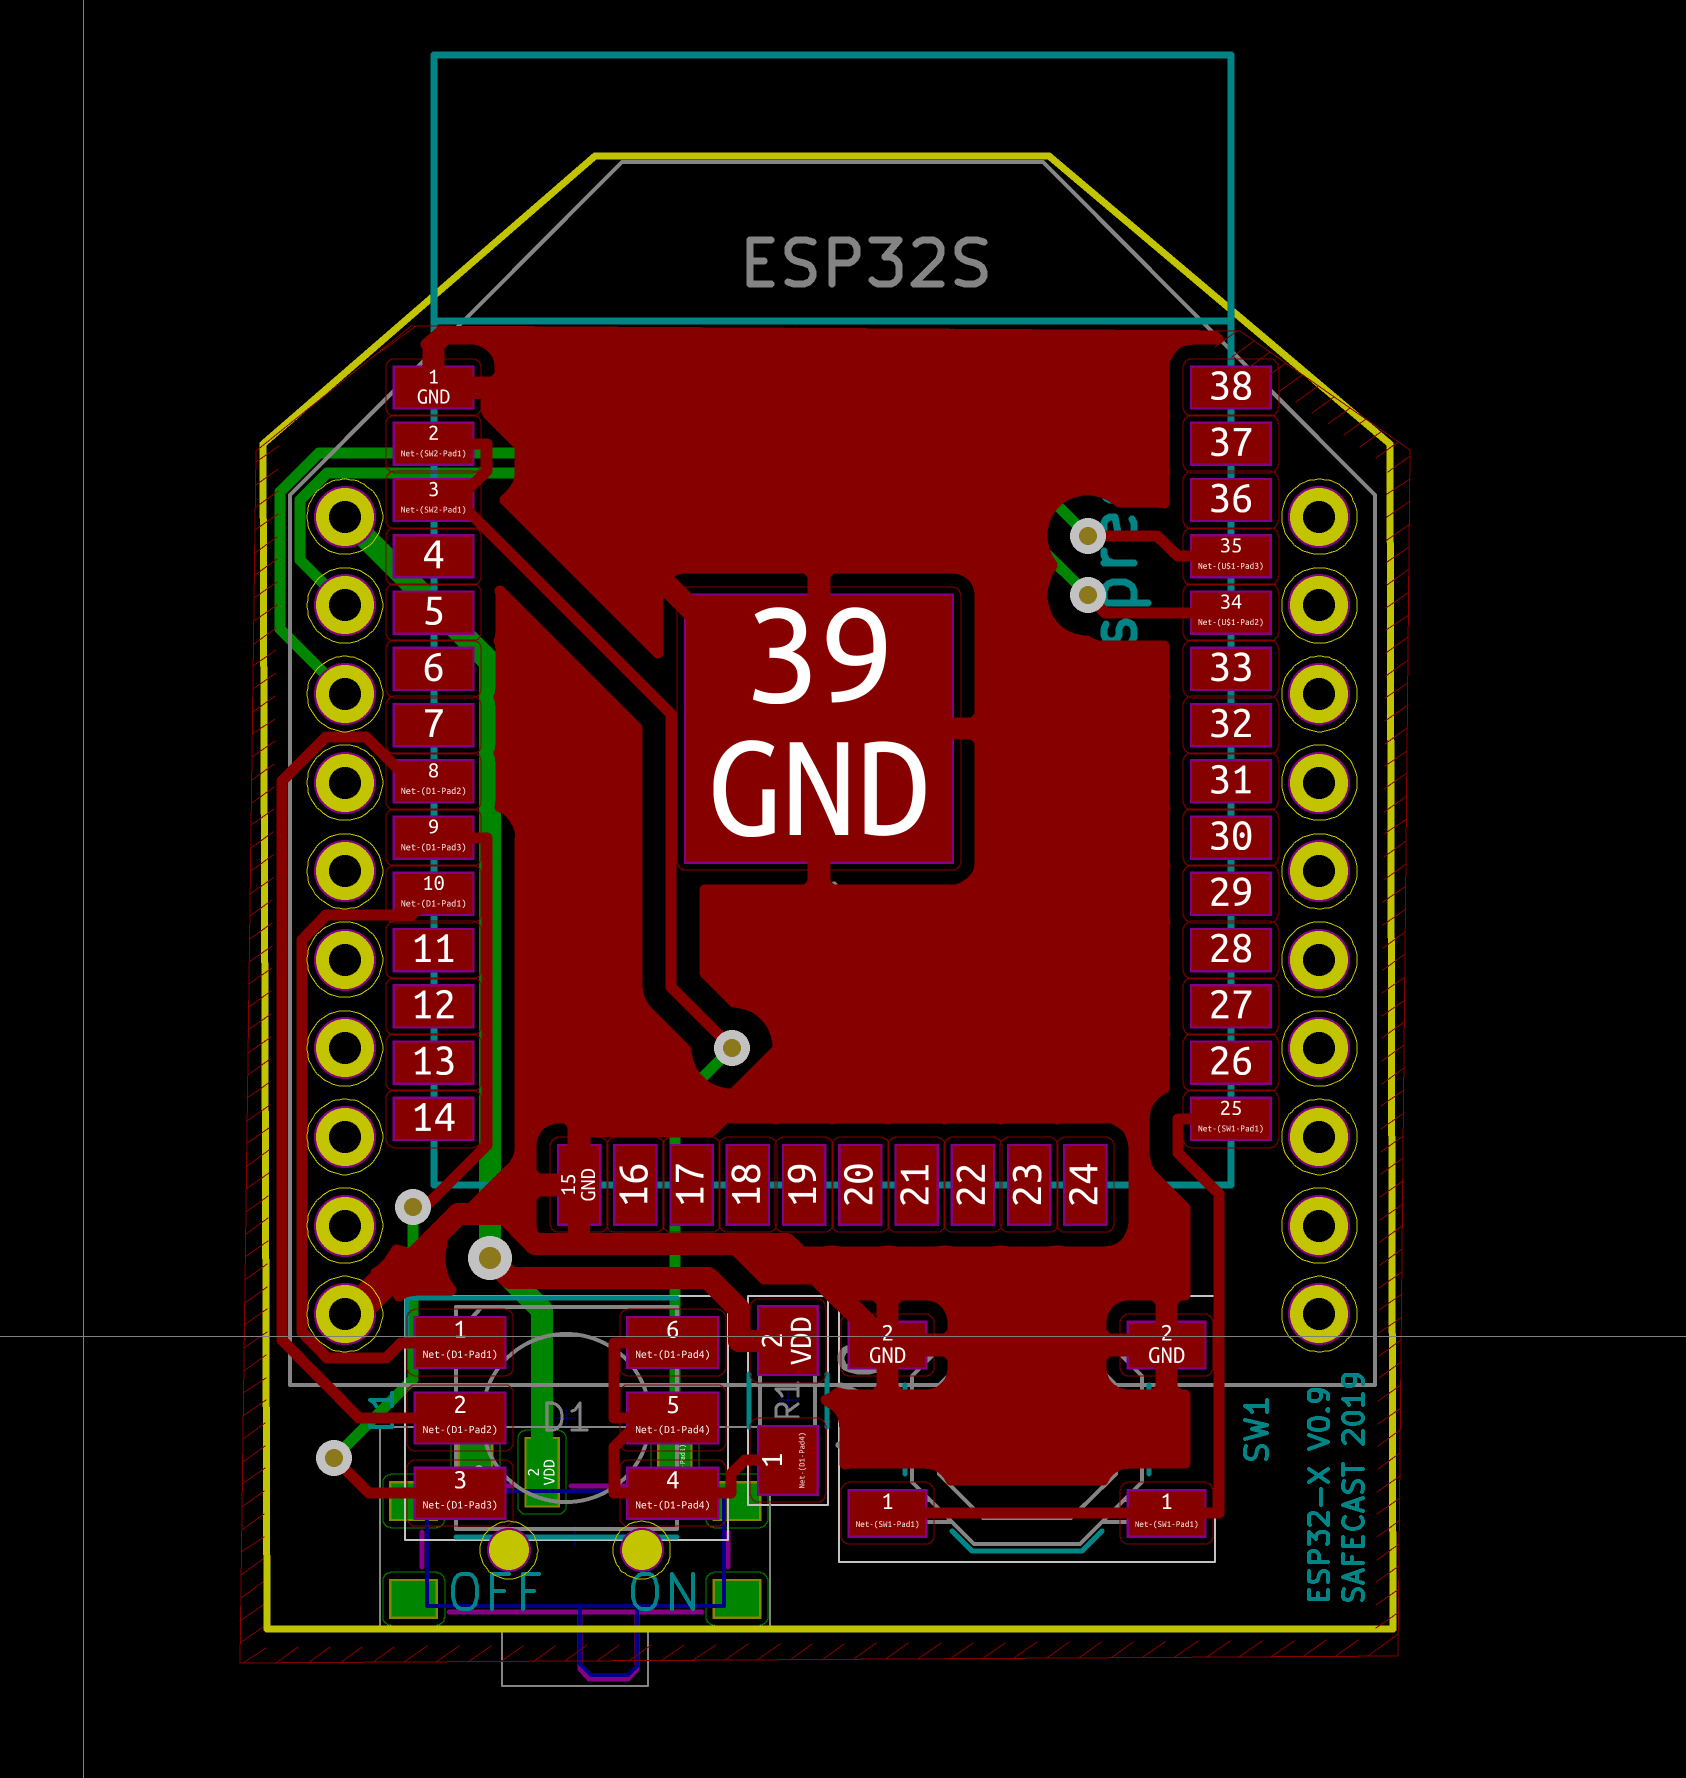 ESP32S
1
GND
2
Net-(SW2-Pad1)
3
Net-(SW2-Pad1)
4
5
6
7
8
Net-(D1-Pad2)
9
Net-(D1-Pad3)
10
Net-(D1-Pad1)
11
12
13
14
39
GND
38
37
36
35
Net-(U$1-Pad3)
34
Net-(U$1-Pad2)
33
32
31
30
29
28
27
26
25
Net-(SW1-Pad1)
15
GND
16
17
18
19
20
21
22
23
24
1
Net-(D1-Pad1)
2
Net-(D1-Pad2)
3
Net-(D1-Pad3)
D1
2
VDD
6
Net-(D1-Pad4)
5
Net-(D1-Pad4)
4
Net-(D1-Pad4)
2
VDD
R1
1
Net-(D1-Pad4)
2
GND
2
GND
1
Net-(SW1-Pad1)
1
Net-(SW1-Pad1)
SW1
ESP32-X V0.9
SAFECAST 2019
OFF
ON